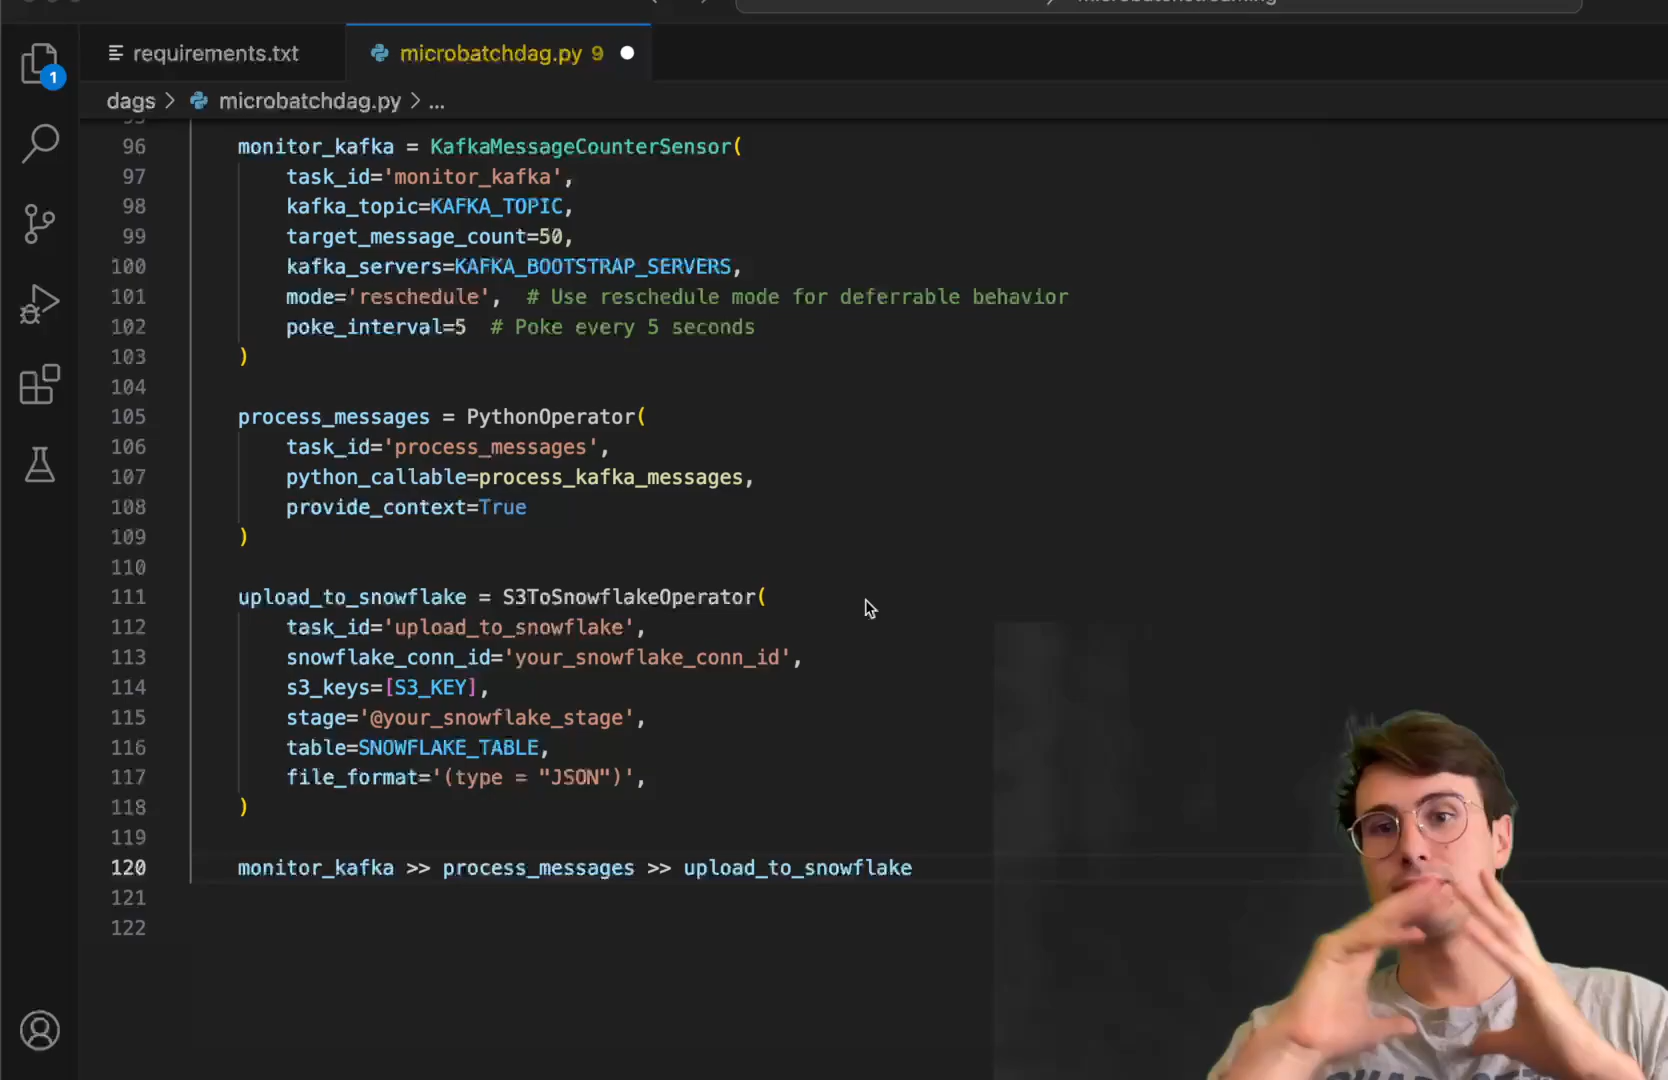 requirements.txt
microbatchdag.py 9
1
dags > microbatchdag.py > ...
96 monitor_kafka = KafkaMessageCounterSensor(
97 task_id='monitor_kafka',
98 kafka_topic=KAFKA_TOPIC,
99 target_message_count=50,
100 kafka_servers=KAFKA_BOOTSTRAP_SERVERS,
101 mode='reschedule', # Use reschedule mode for deferrable behavior
102 poke_interval=5 # Poke every 5 seconds
103 )
104
105 process_messages = PythonOperator(
106 task_id='process_messages',
107 python_callable=process_kafka_messages,
108 provide_context=True
109 )
110
111 upload_to_snowflake = S3ToSnowflakeOperator(
112 task_id='upload_to_snowflake',
113 snowflake_conn_id='your_snowflake_conn_id',
114 s3_keys=[S3_KEY],
115 stage='@your_snowflake_stage',
116 table=SNOWFLAKE_TABLE,
117 file_format='(type = "JSON")',
118 )
119
120 monitor_kafka >> process_messages >> upload_to_snowflake
121
122